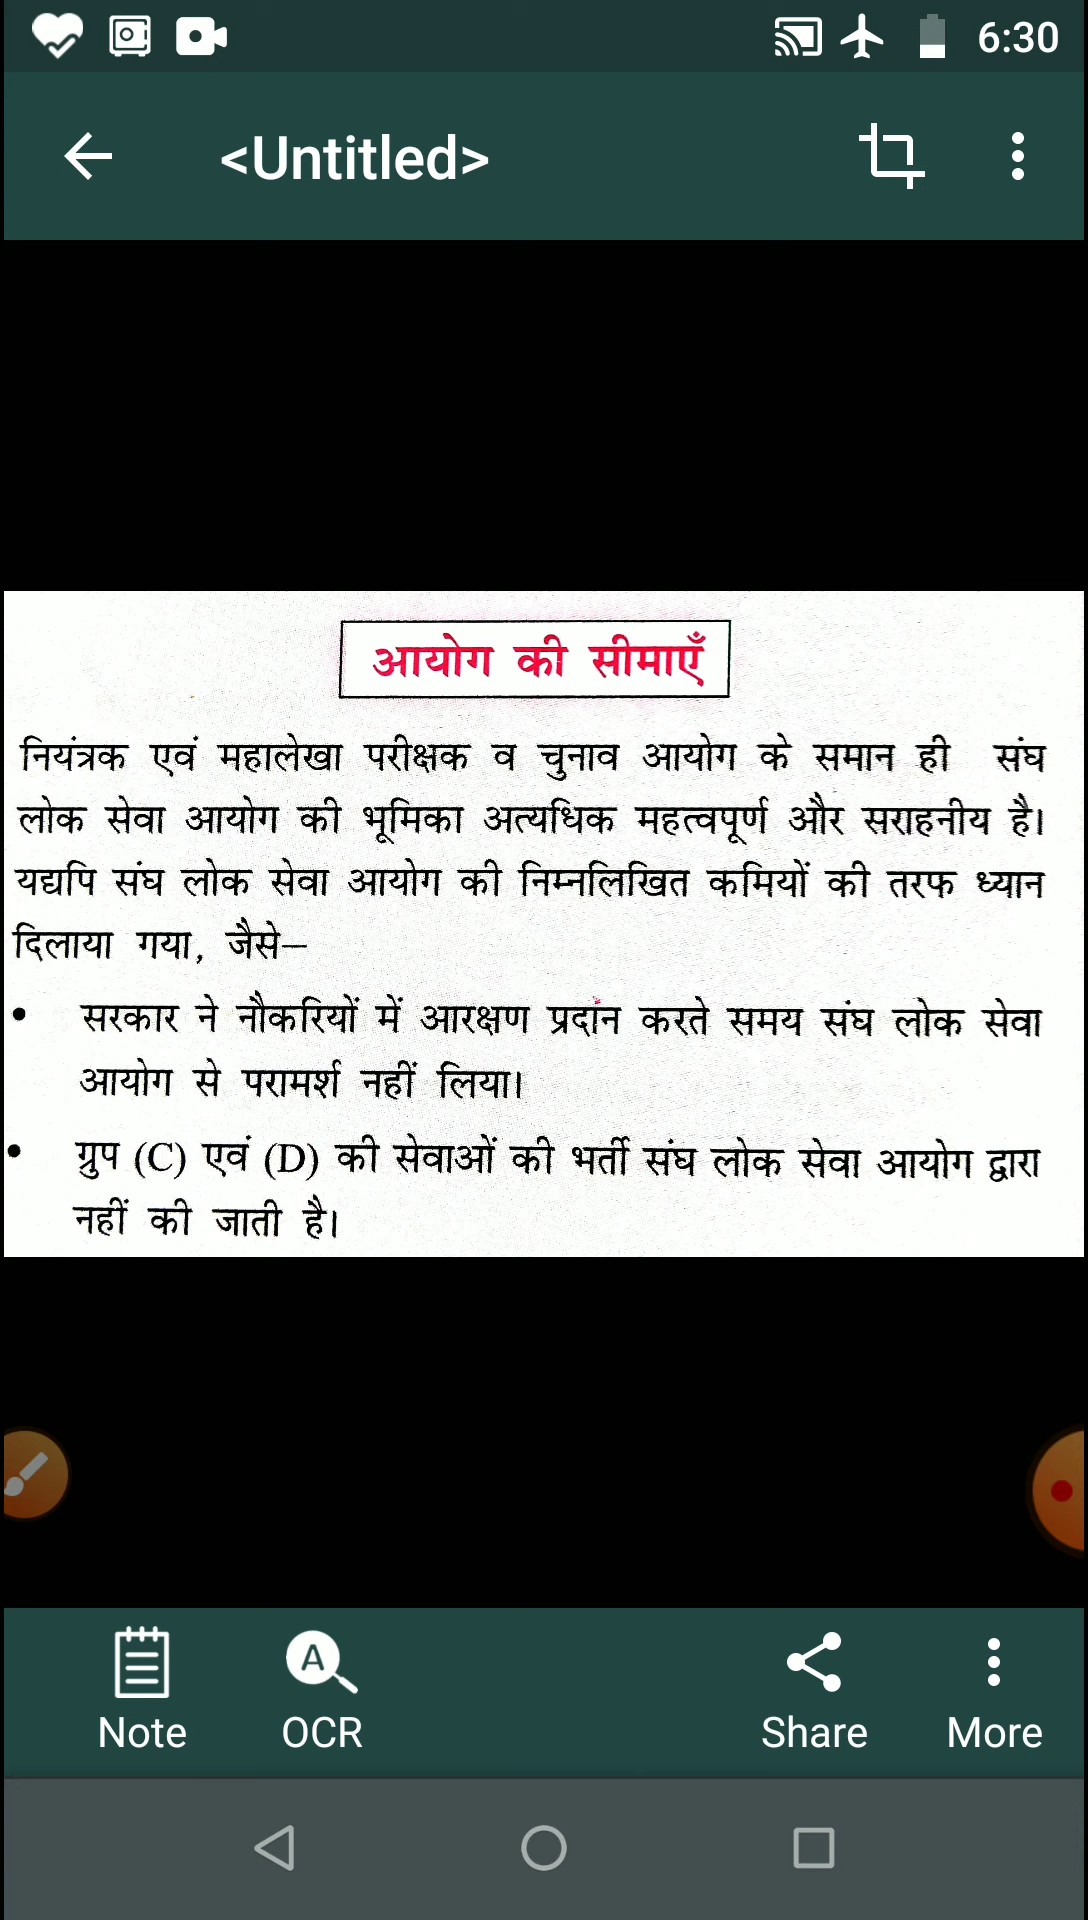 6:30
<Untitled>
आयोग की सीमाएँ
नियंत्रक एवं महालेखा परीक्षक व चुनाव आयोग के समान ही संघ
लोक सेवा आयोग की भूमिका अत्यधिक महत्वपूर्ण और सराहनीय है।
यद्यपि संघ लोक सेवा आयोग की निम्नलिखित कमियों की तरफ ध्यान
दिलाया गया, जैसे—
• सरकार ने नौकरियों में आरक्षण प्रदान करते समय संघ लोक सेवा
आयोग से परामर्श नहीं लिया।
• ग्रुप (C) एवं (D) की सेवाओं की भर्ती संघ लोक सेवा आयोग द्वारा
नहीं की जाती है।
A
Note OCR Share More